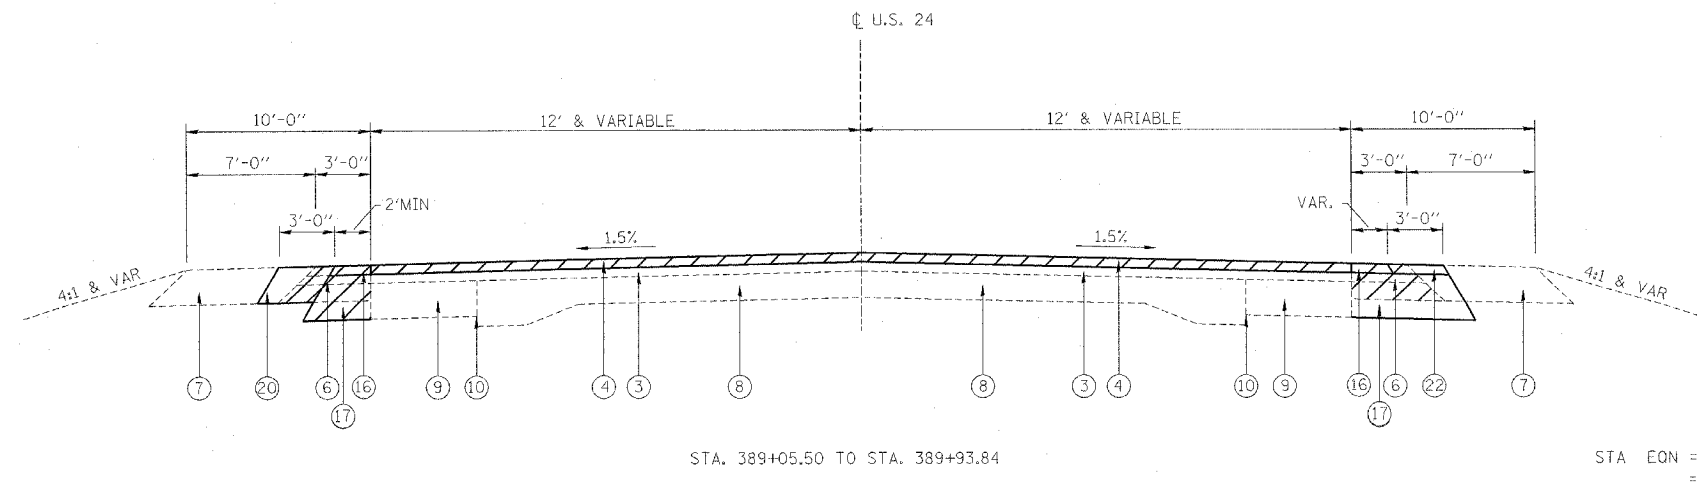 ℄ U.S. 24
10'-0" 12' & VARIABLE 12' & VARIABLE 10'-0"
7'-0" 3'-0" 3'-0" 7'-0"
3'-0" 2'MIN VAR. 3'-0"
1.5% 1.5%
4:1 & VAR 4:1 & VAR
7 20 6 16 9 10 4 3 8 8 3 4 10 9 16 6 22 7
17 17
STA. 389+05.50 TO STA. 389+93.84
STA EQN =
=